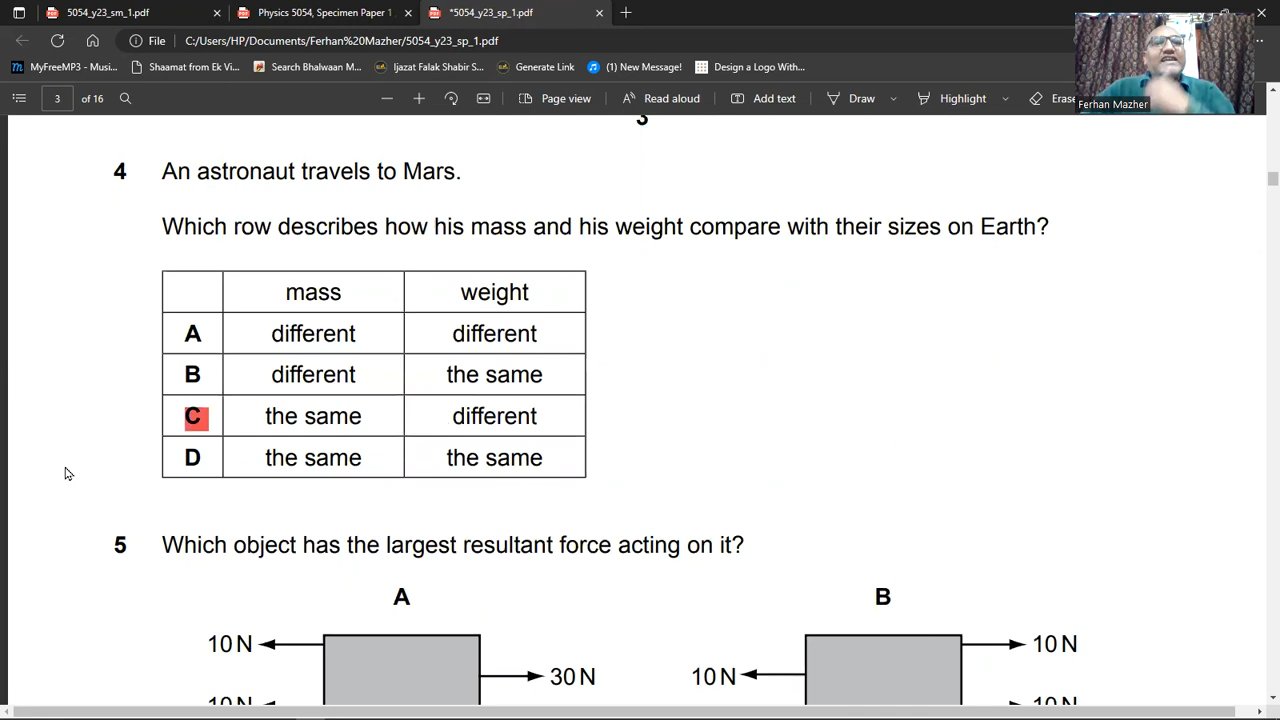 5054_y23_sm_1.pdf
Physics 5054, Specimen Paper 1
*5054_y23_sp_1.pdf
File
C:/Users/HP/Documents/Ferhan%20Mazher/5054_y23_sp_1.pdf
MyFreeMP3 - Musi...
Shaamat from Ek Vi...
Search Bhalwaan M...
Ijazat Falak Shabir...
Generate Link
(1) New Message!
Design a Logo Wit...
3 of 16
Page view
Read aloud
Add text
Draw
Highlight
Erase
Ferhan Mazher
3
4 An astronaut travels to Mars.
Which row describes how his mass and his weight compare with their sizes on Earth?
mass weight
A different different
B different the same
C the same different
D the same the same
5 Which object has the largest resultant force acting on it?
A B
10 N 10 N
30 N 10 N
10 N 10 N